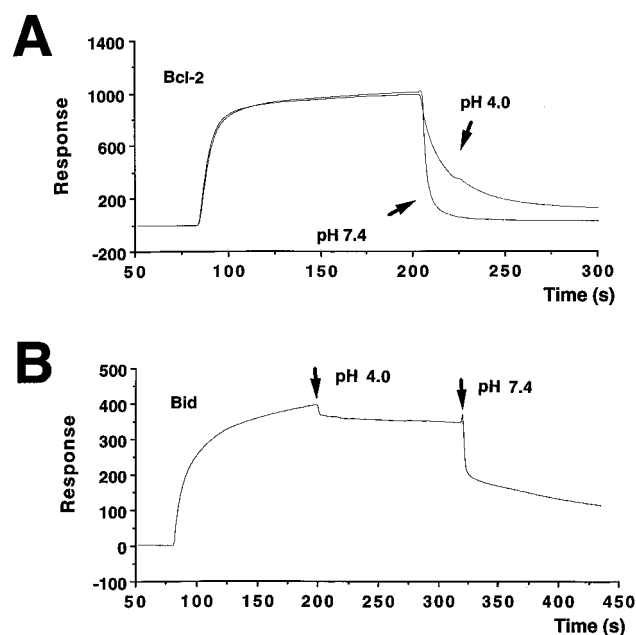 A
Bcl-2
Response
1400
1000
600
200
-200
pH 4.0
pH 7.4
50 100 150 200 250 300
Time (s)
B
Bid
Response
500
400
300
200
100
0
-100
pH 4.0
pH 7.4
50 100 150 200 250 300 350 400 450
Time (s)